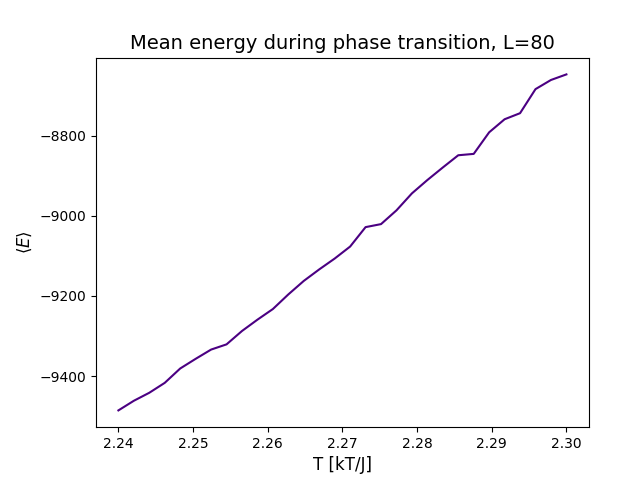 Mean energy during phase transition, L=80
−8800
−9000
−9200
−9400
⟨E⟩
2.24 2.25 2.26 2.27 2.28 2.29 2.30
T [kT/J]